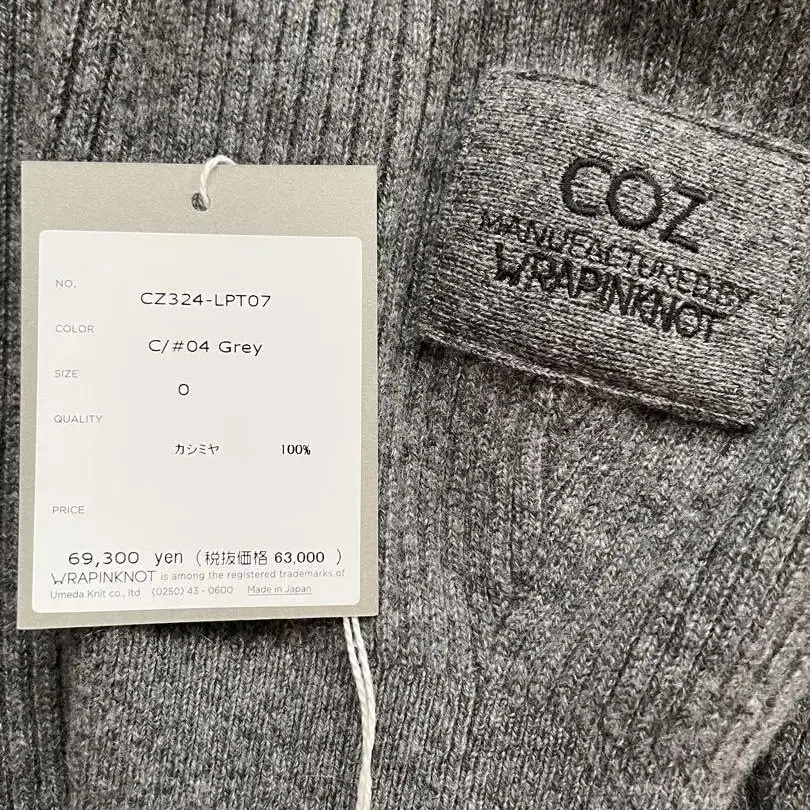 NO.
CZ324-LPT07
COLOR
C/#04 Grey
SIZE
0
QUALITY
カシミヤ 100%
PRICE
69,300 yen (税抜価格 63,000 )
WRAPINKNOT is among the registered trademarks of
Umeda Knit co., ltd (0250) 43-0600 Made in Japan
COZ
MANUFACTURED BY
WRAPINKNOT